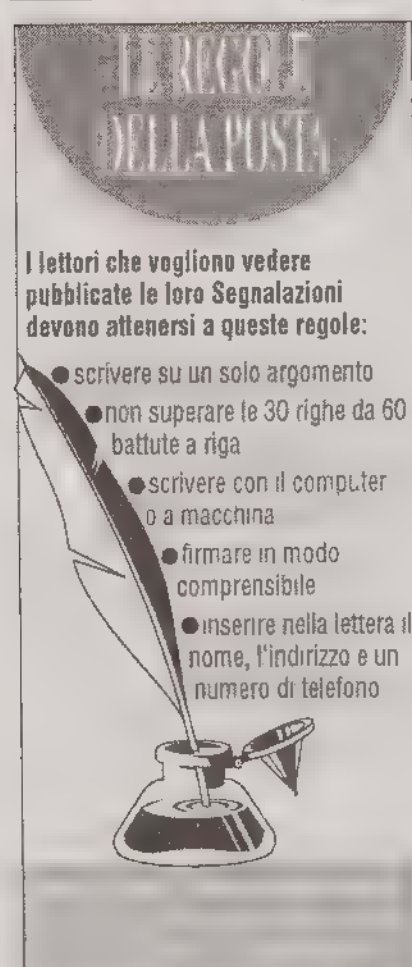 LE REGOLE
DELLA POSTA
I lettori che vogliono vedere
pubblicate le loro Segnalazioni
devono attenersi a queste regole:
● scrivere su un solo argomento
● non superare le 30 righe da 60
battute a riga
● scrivere con il computer
o a macchina
● firmare in modo
comprensibile
● inserire nella lettera il
nome, l'indirizzo e un
numero di telefono